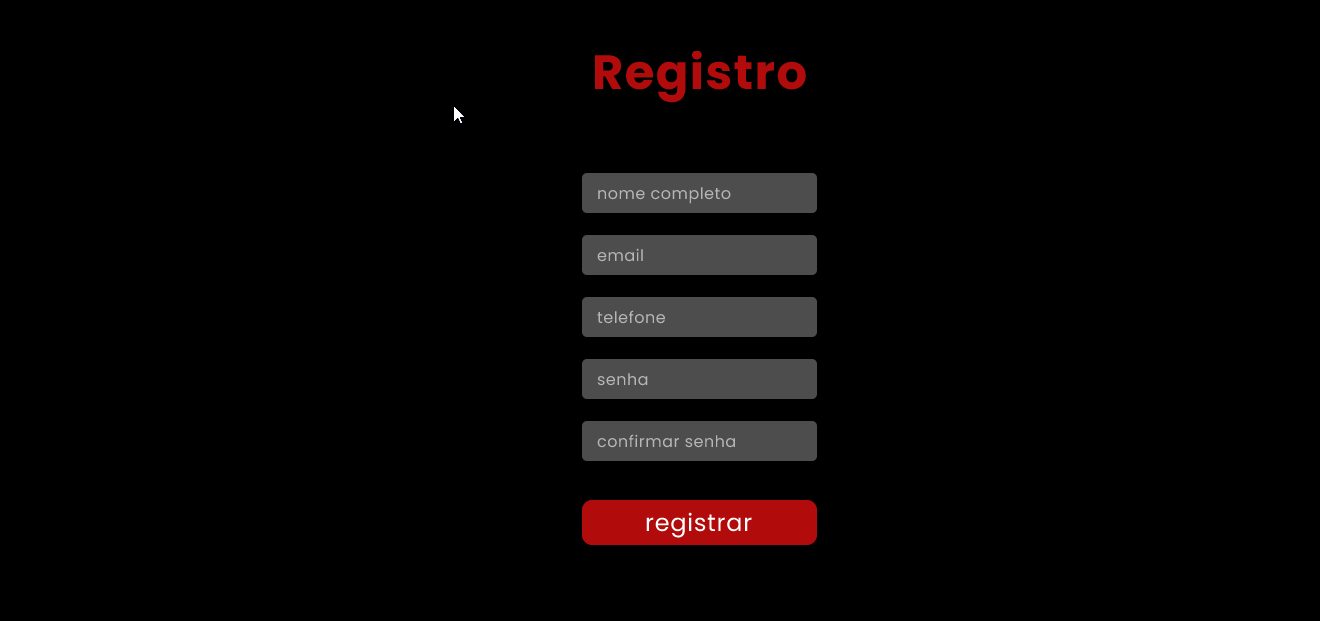 Registro
nome completo
email
telefone
senha
confirmar senha
registrar